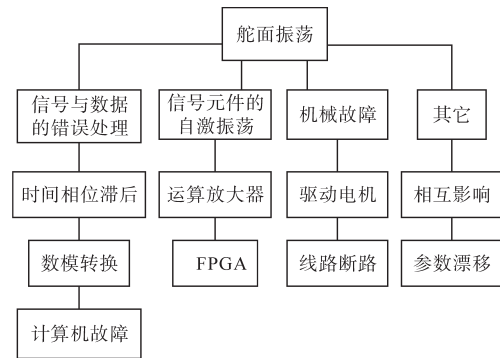 舵面振荡
信号与数据
的错误处理
信号元件的
自激振荡
机械故障
其它
时间相位滞后
运算放大器
驱动电机
相互影响
数模转换
FPGA
线路断路
参数漂移
计算机故障